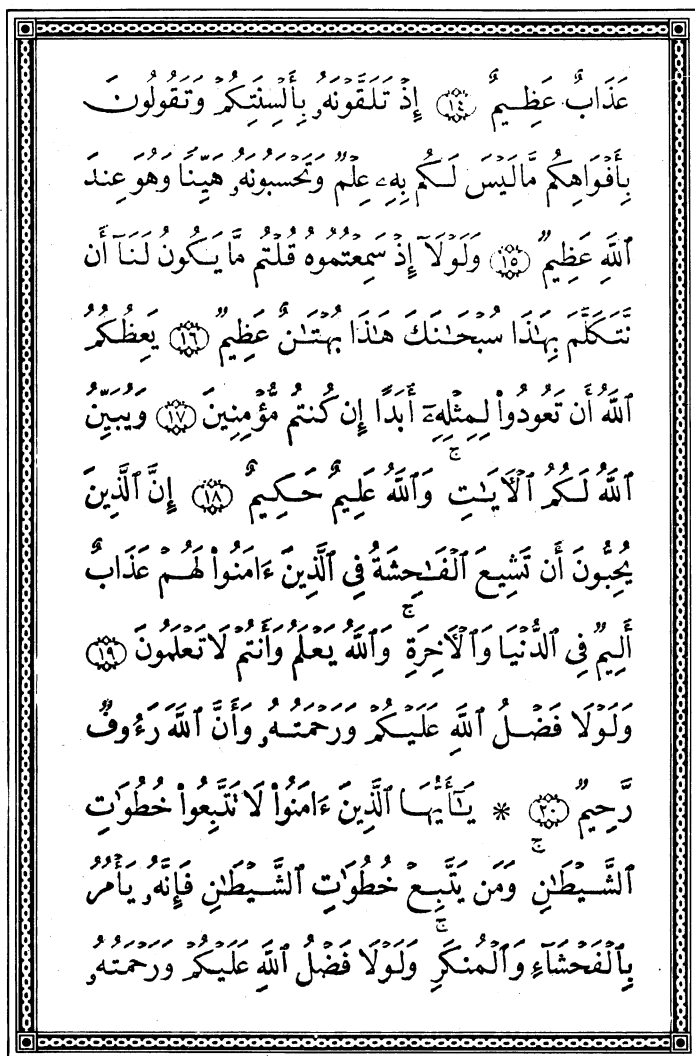 عَذَابٌ عَظِيمٌ ١٤ إِذْ تَلَقَّوْنَهُۥ بِأَلْسِنَتِكُمْ وَتَقُولُونَ
بِأَفْوَاهِكُم مَّا لَيْسَ لَكُم بِهِۦ عِلْمٌ وَتَحْسَبُونَهُۥ هَيِّنًا وَهُوَ عِندَ
ٱللَّهِ عَظِيمٌ ١٥ وَلَوْلَآ إِذْ سَمِعْتُمُوهُ قُلْتُم مَّا يَكُونُ لَنَآ أَن
نَّتَكَلَّمَ بِهَٰذَا سُبْحَٰنَكَ هَٰذَا بُهْتَٰنٌ عَظِيمٌ ١٦ يَعِظُكُمُ
ٱللَّهُ أَن تَعُودُوا۟ لِمِثْلِهِۦٓ أَبَدًا إِن كُنتُم مُّؤْمِنِينَ ١٧ وَيُبَيِّنُ
ٱللَّهُ لَكُمُ ٱلْأَيَٰتِ ۚ وَٱللَّهُ عَلِيمٌ حَكِيمٌ ١٨ إِنَّ ٱلَّذِينَ
يُحِبُّونَ أَن تَشِيعَ ٱلْفَٰحِشَةُ فِى ٱلَّذِينَ ءَامَنُوا۟ لَهُمْ عَذَابٌ
أَلِيمٌ فِى ٱلدُّنْيَا وَٱلْأَخِرَةِ ۚ وَٱللَّهُ يَعْلَمُ وَأَنتُمْ لَا تَعْلَمُونَ ١٩
وَلَوْلَا فَضْلُ ٱللَّهِ عَلَيْكُمْ وَرَحْمَتُهُۥ وَأَنَّ ٱللَّهَ رَءُوفٌ
رَّحِيمٌ ٢٠ * يَٰٓأَيُّهَا ٱلَّذِينَ ءَامَنُوا۟ لَا تَتَّبِعُوا۟ خُطُوَٰتِ
ٱلشَّيْطَٰنِ ۚ وَمَن يَتَّبِعْ خُطُوَٰتِ ٱلشَّيْطَٰنِ فَإِنَّهُۥ يَأْمُرُ
بِٱلْفَحْشَآءِ وَٱلْمُنكَرِ ۚ وَلَوْلَا فَضْلُ ٱللَّهِ عَلَيْكُمْ وَرَحْمَتُهُۥ